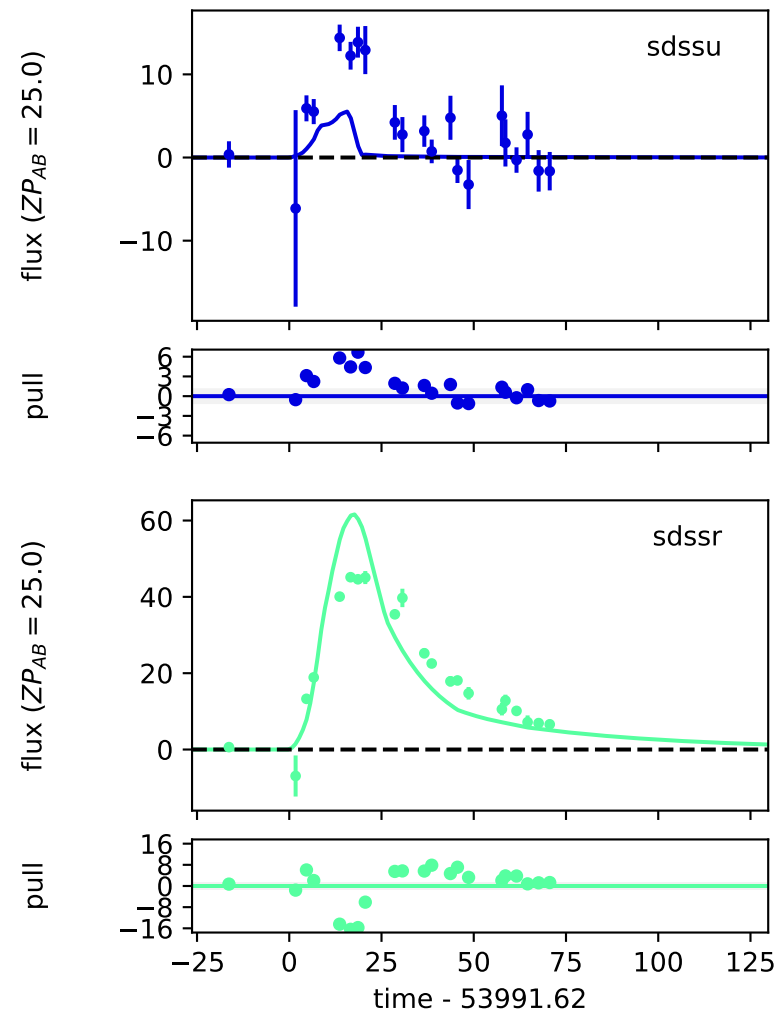 sdssu
flux (ZP_AB = 25.0)
10
0
−10
pull
6
3
0
−3
−6
sdssr
flux (ZP_AB = 25.0)
60
40
20
0
pull
16
8
0
−8
−16
−25 0 25 50 75 100 125
time - 53991.62